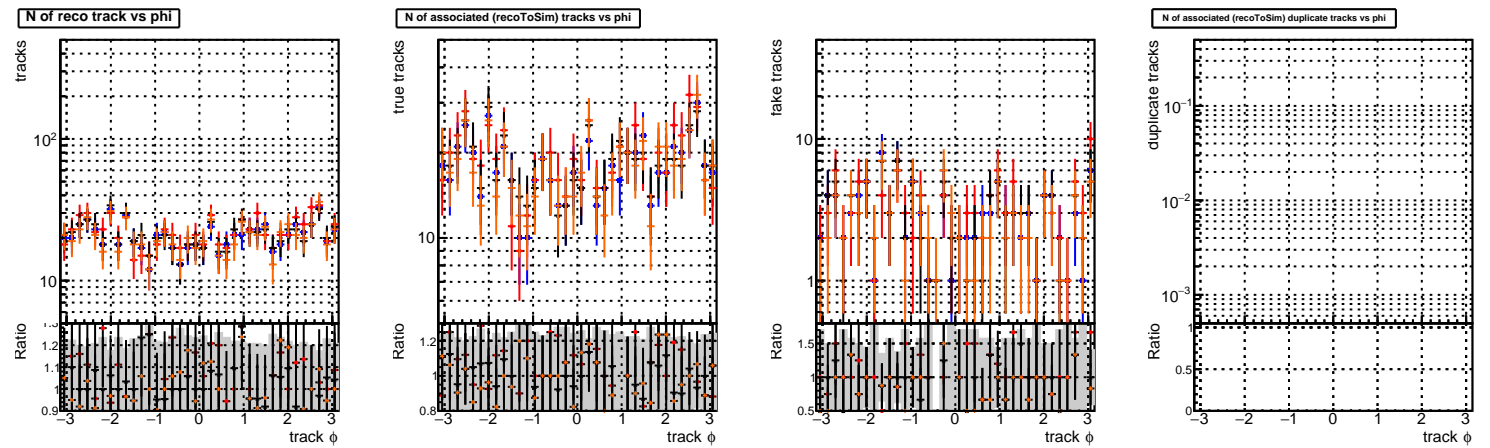 N of reco track vs phi
tracks
10²
10
Ratio
1.3
1.2
1.1
1
0.9
−3 −2 −1 0 1 2 3
track ϕ
N of associated (recoToSim) tracks vs phi
true tracks
10
Ratio
1.2
1
0.8
−3 −2 −1 0 1 2 3
track ϕ
fake tracks
10
1
Ratio
1.5
1
0.5
−3 −2 −1 0 1 2 3
track ϕ
N of associated (recoToSim) duplicate tracks vs phi
duplicate tracks
10⁻¹
10⁻²
10⁻³
Ratio
1
0.5
0
−3 −2 −1 0 1 2 3
track ϕ